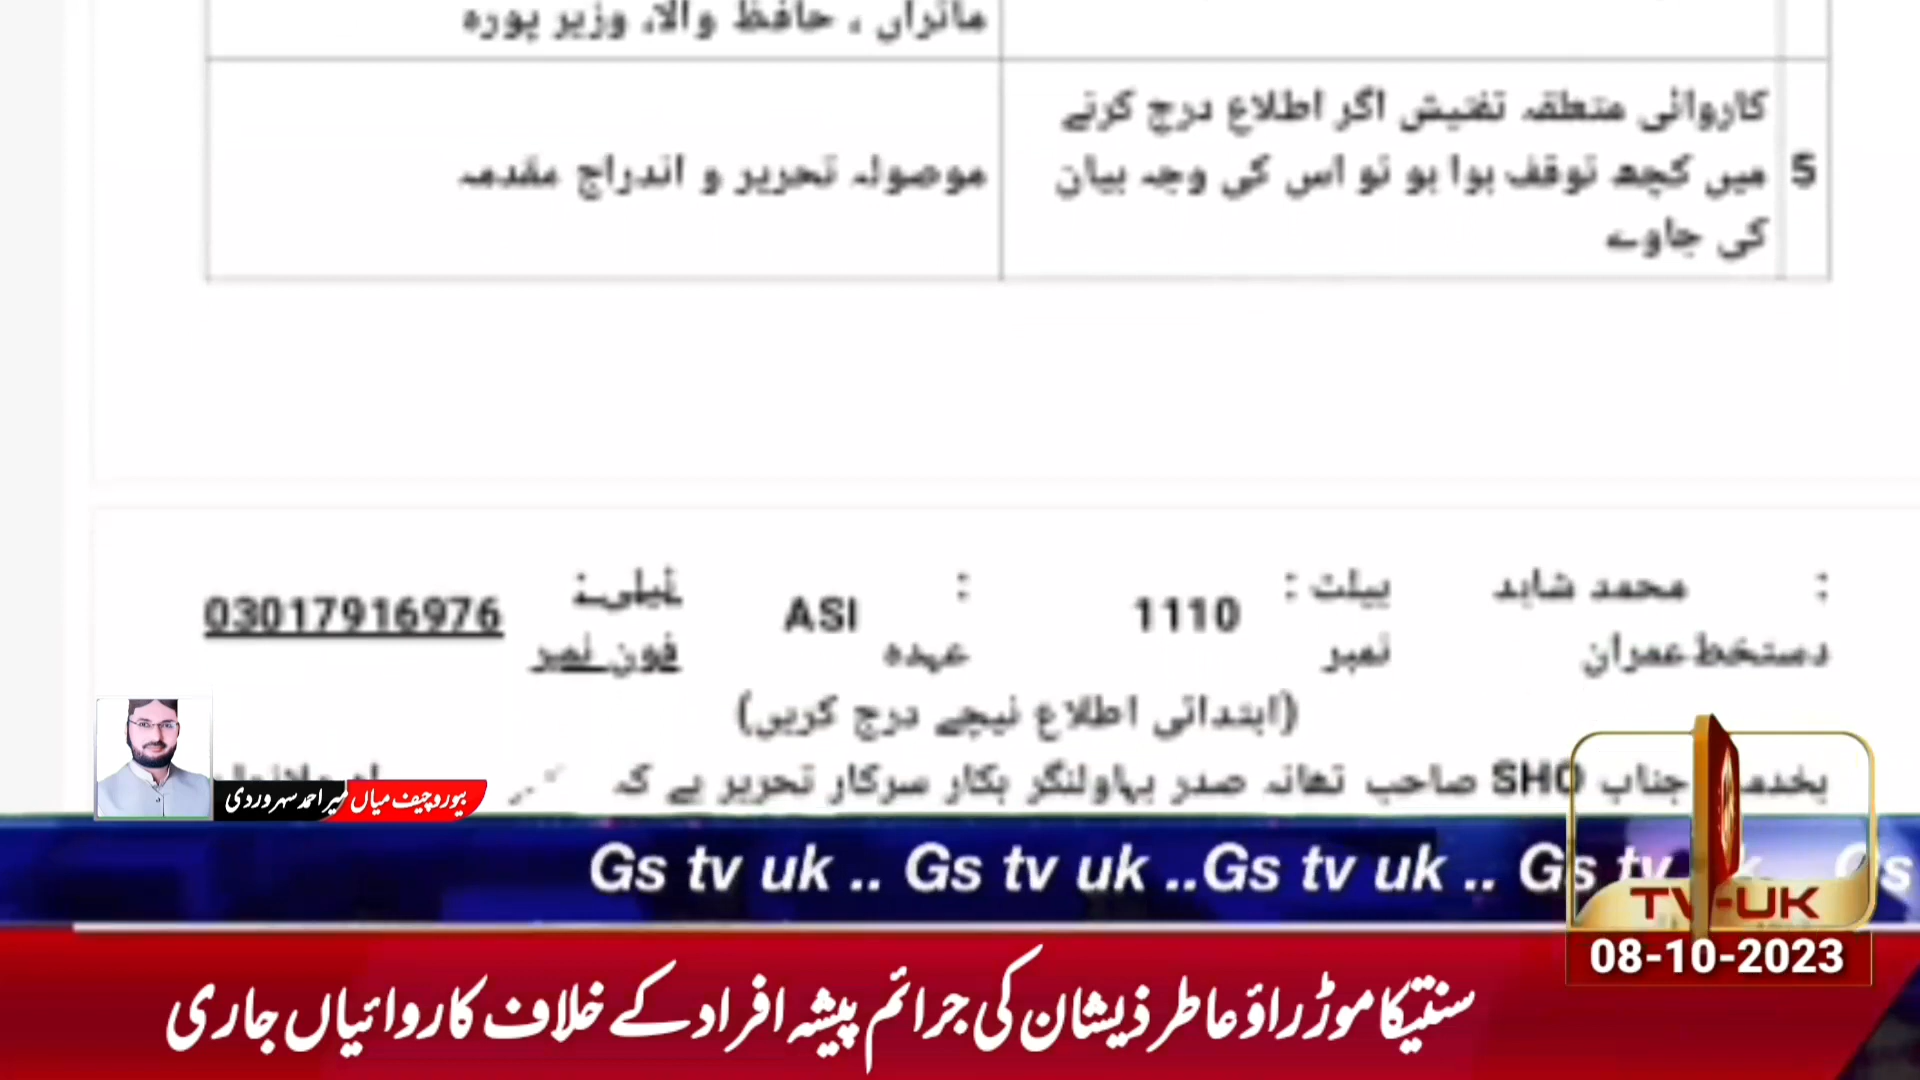 ماتراں ، حافظ والا، وزیر پورہ
5
کاروائی متعلقہ تفتیش اگر اطلاع درج کرنے
میں کچھ توقف ہوا ہو تو اس کی وجہ بیان
کی جاوے
موصولہ تحریر و اندراج مقدمہ
: محمد شاہد بیلٹ : : ٹیلی
1110 ASI 03017916976
دستخط عمران نمبر عہدہ فون نمبر
(ابتدائی اطلاع نیچے درج کریں)
جناب SHO صاحب تھانہ صدر بہاولنگر بکار سرکار تحریر ہے کہ
بیوروچیف میاں میر احمد سہروردی
Gs tv uk .. Gs tv uk ..Gs tv uk .. Gs tv
TV-UK
08-10-2023
سنتیکا موڑ راؤ عاطر ذیشان کی جرائم پیشہ افراد کے خلاف کاروائیاں جاری